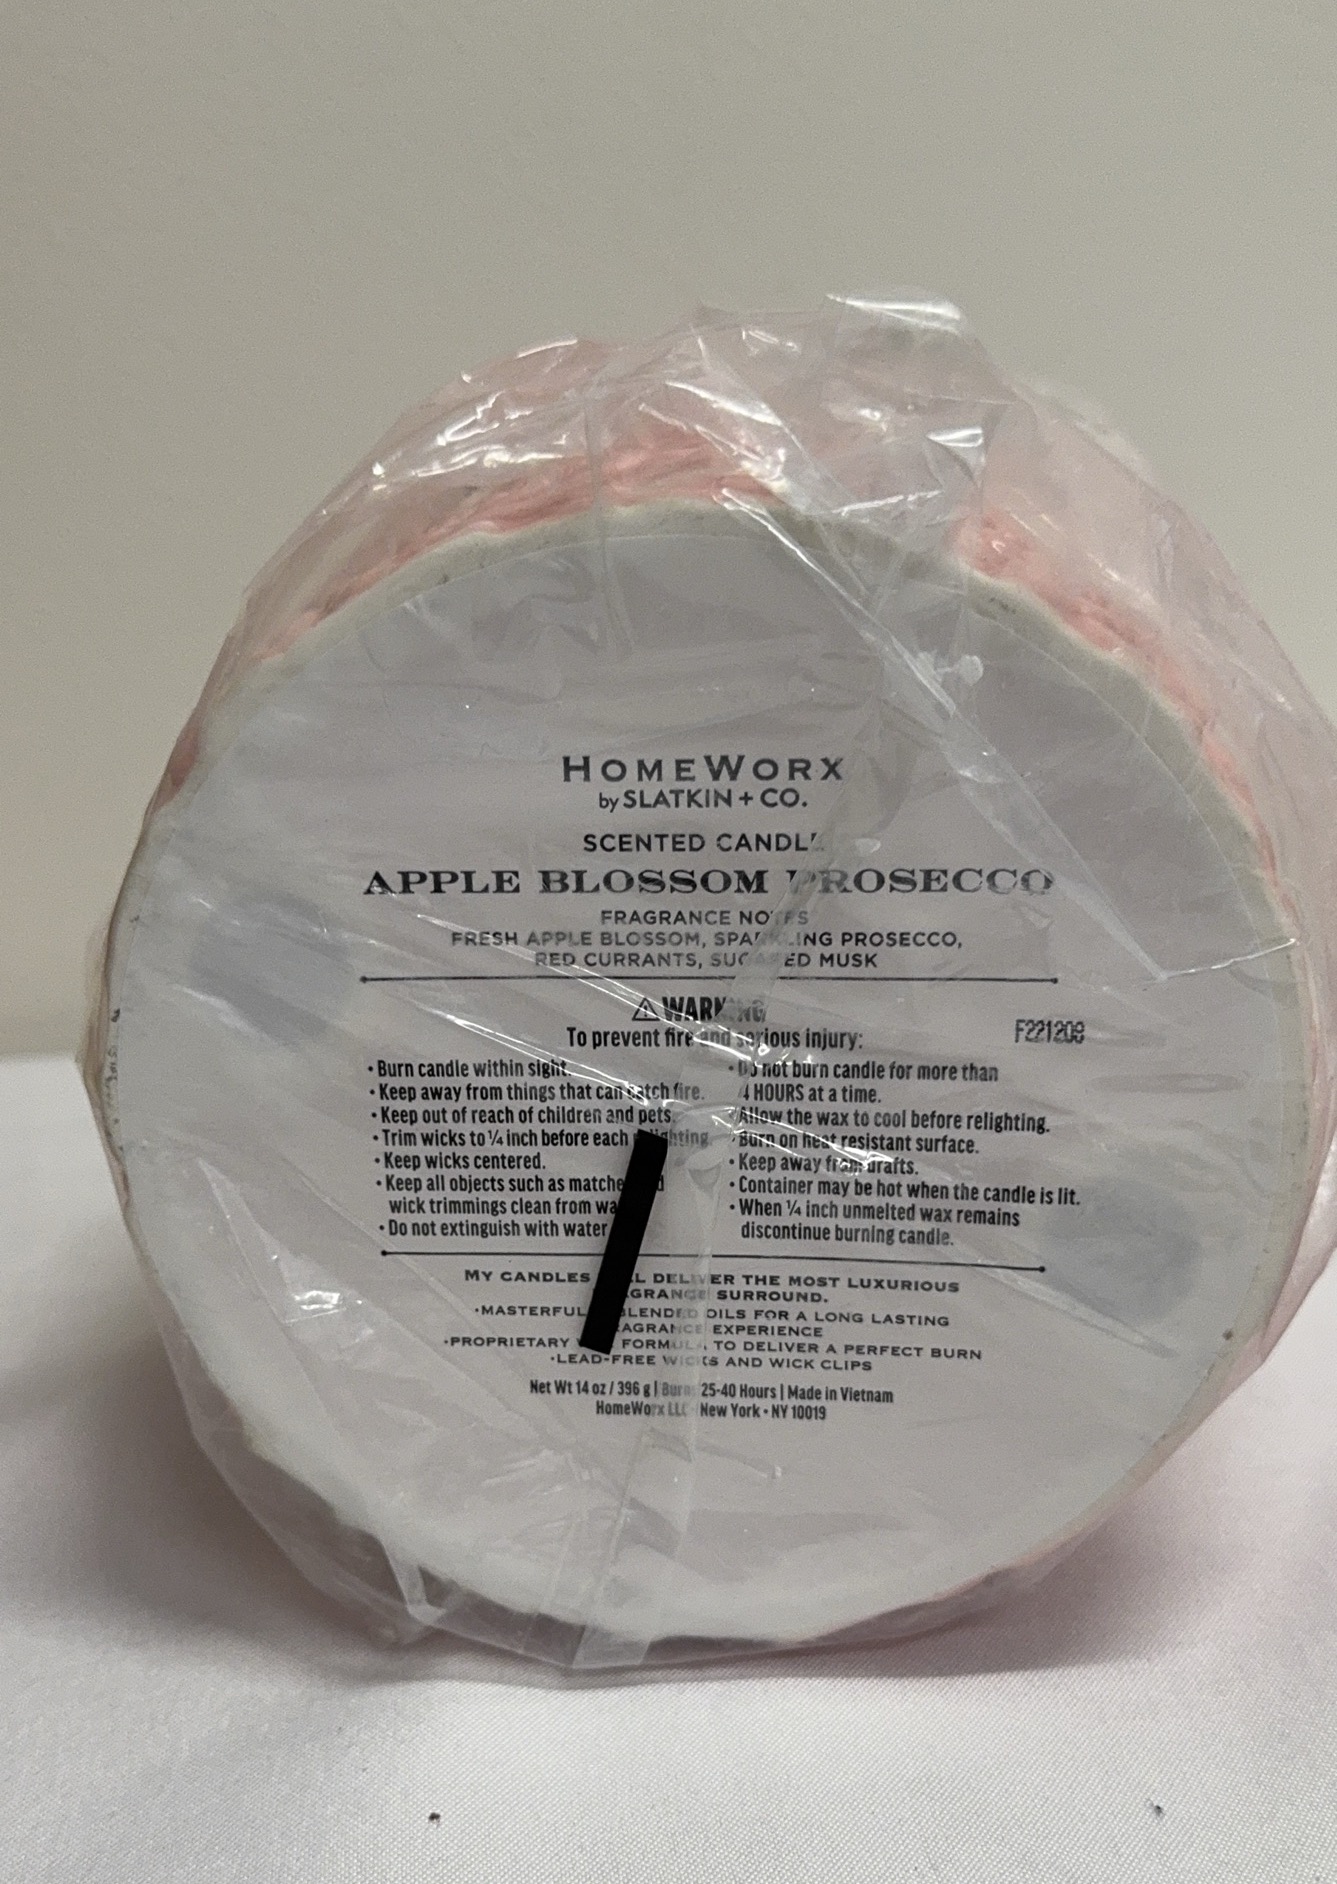 HOMEWORX
by SLATKIN + CO.
SCENTED CANDLE
APPLE BLOSSOM PROSECCO
FRAGRANCE NOTES
FRESH APPLE BLOSSOM, SPARKLING PROSECCO,
RED CURRANTS, SUGARED MUSK
⚠ WARNING
To prevent fire and serious injury:
F221209
• Burn candle within sight.
• Keep away from things that can catch fire.
• Keep out of reach of children and pets.
• Trim wicks to ¼ inch before each relighting.
• Keep wicks centered.
• Keep all objects such as matches
wick trimmings clean from
• Do not extinguish with water
• Do not burn candle for more than
4 HOURS at a time.
• Allow the wax to cool before relighting.
• Burn on heat resistant surface.
• Keep away from drafts.
• Container may be hot when the candle is lit.
• When ¼ inch unmelted wax remains
discontinue burning candle.
MY CANDLES DELIVER THE MOST LUXURIOUS
FRAGRANCE SURROUND.
•MASTERFULLY BLENDED OILS FOR A LONG LASTING
FRAGRANCE EXPERIENCE
•PROPRIETARY FORMULA, TO DELIVER A PERFECT BURN
•LEAD-FREE WICKS AND WICK CLIPS
Net Wt 14 oz / 396 g | Burns 25-40 Hours | Made in Vietnam
HomeWorx LLC New York • NY 10019